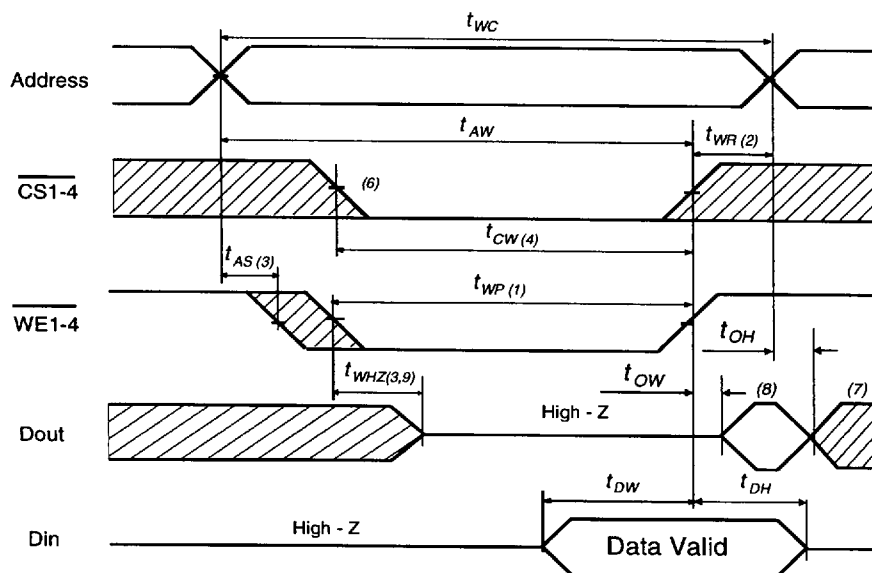 tWC
Address
tAW
tWR (2)
CS1-4
(6)
tCW (4)
tAS (3)
WE1-4
tWP (1)
tOH
tWHZ(3,9)
tOW
Dout
High - Z
(8)
(7)
tDW
tDH
Din
High - Z
Data Valid